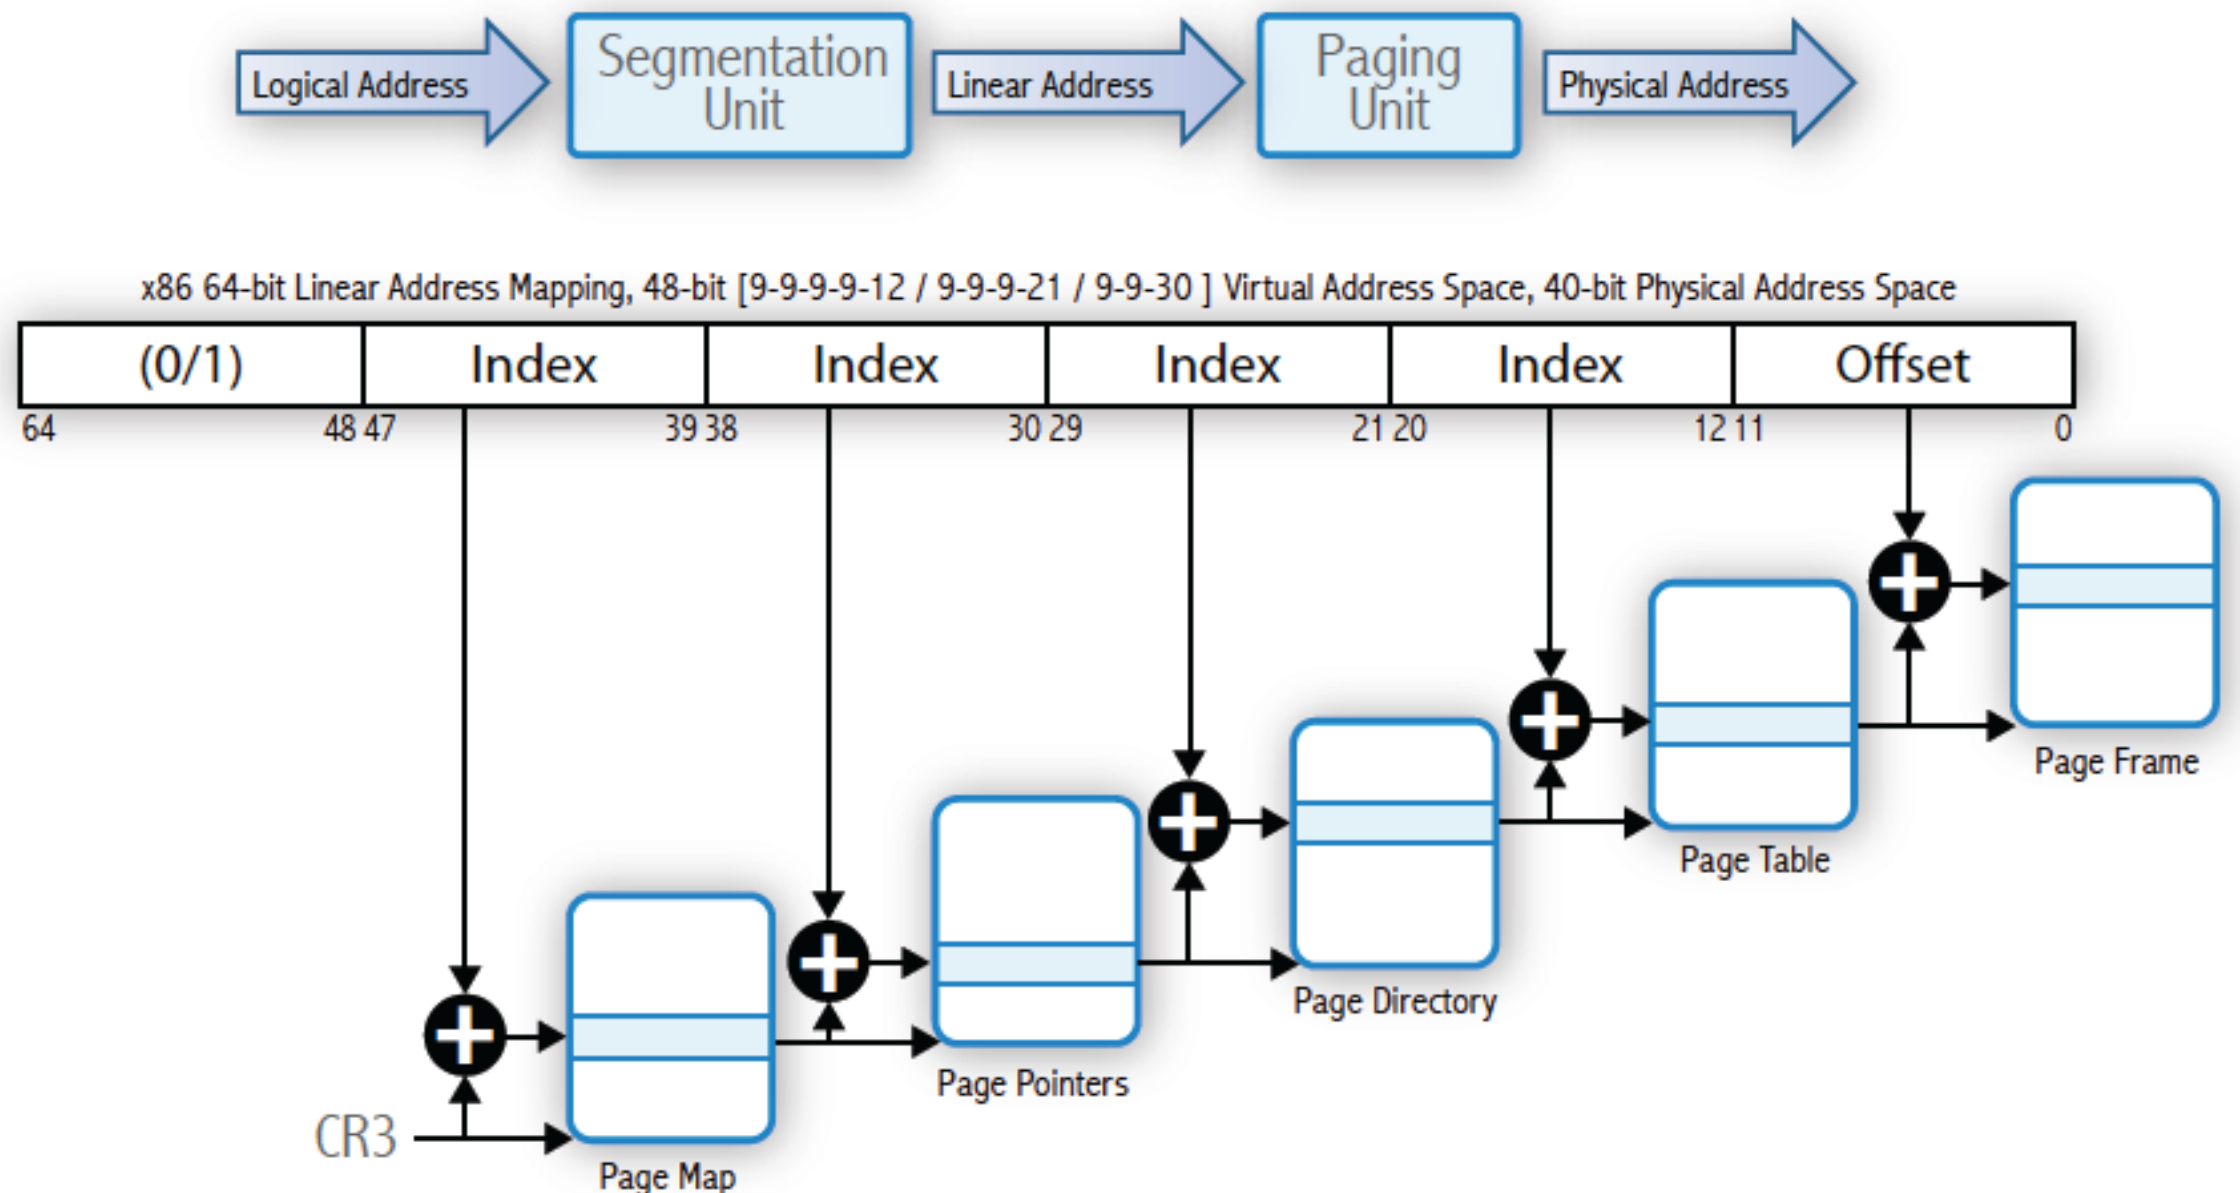 Logical Address
Segmentation
Unit
Linear Address
Paging
Unit
Physical Address
x86 64-bit Linear Address Mapping, 48-bit [9-9-9-9-12 / 9-9-9-21 / 9-9-30 ] Virtual Address Space, 40-bit Physical Address Space
(0/1) Index Index Index Index Offset
64 48 47 39 38 30 29 21 20 12 11 0
Page Frame
Page Table
Page Directory
Page Pointers
CR3
Page Map